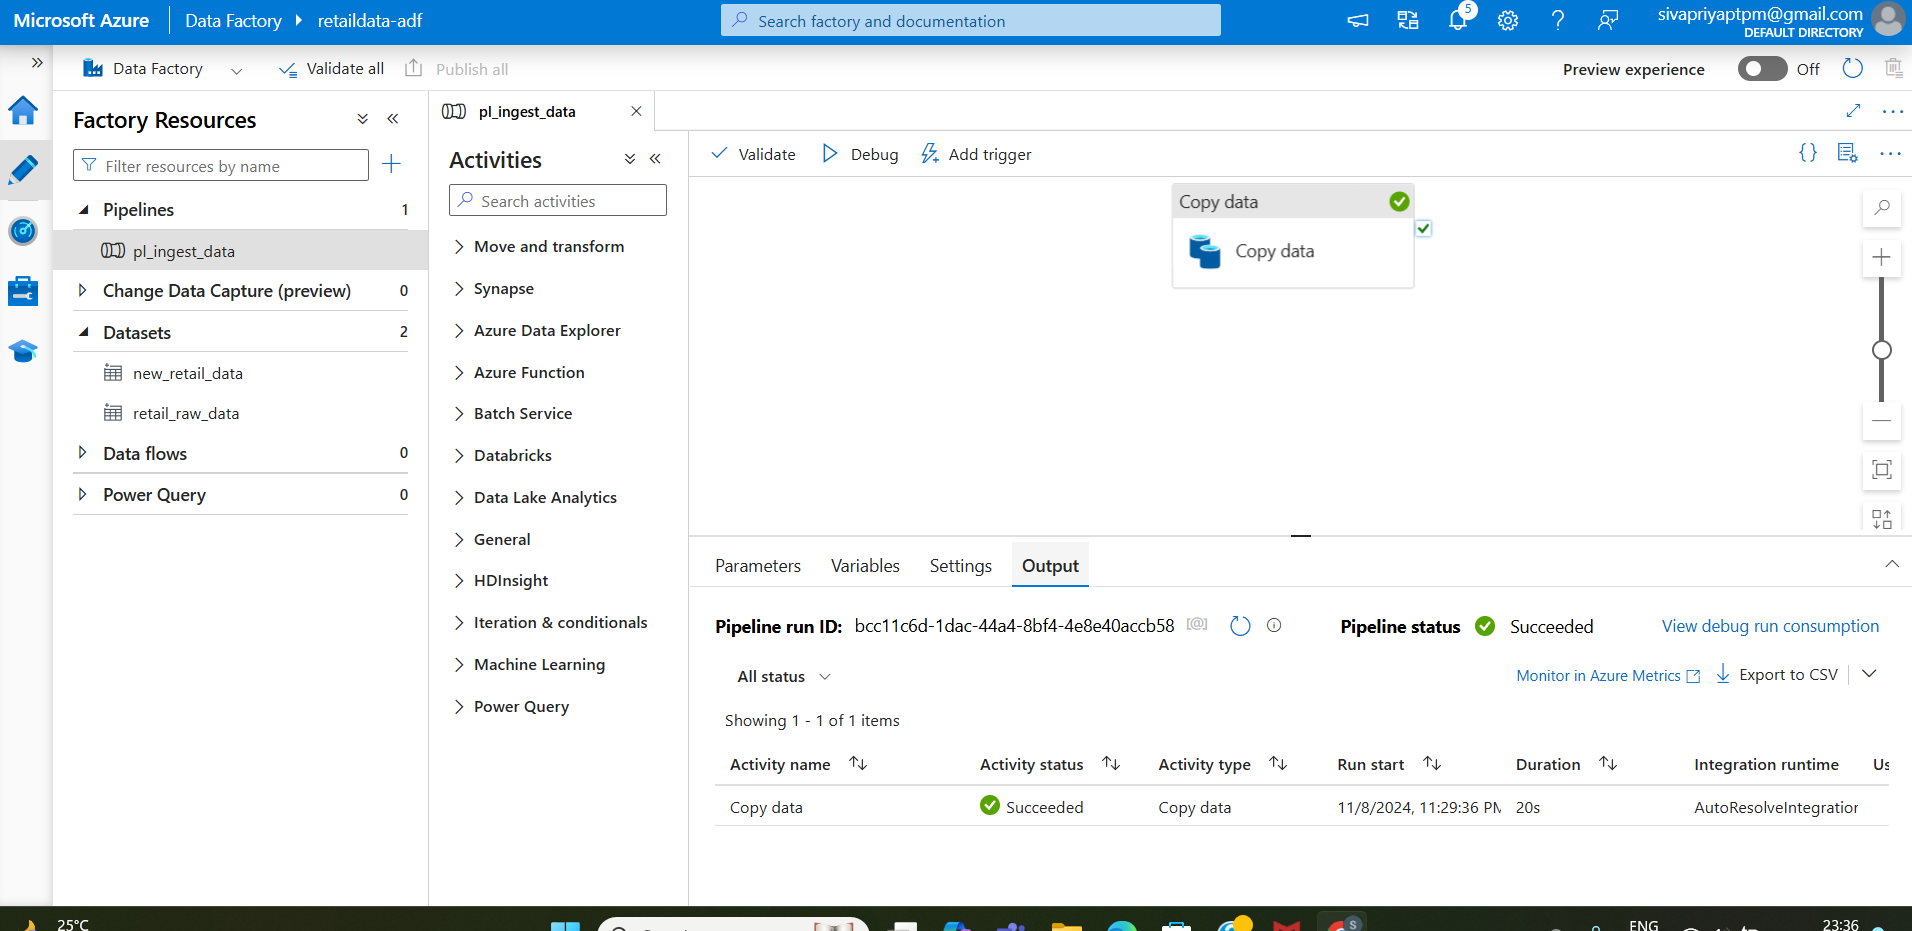 Microsoft Azure
Data Factory
retaildata-adf
Search factory and documentation
5
sivapriyaptpm@gmail.com
DEFAULT DIRECTORY
Data Factory
Validate all
Publish all
Preview experience
Off
Factory Resources
Filter resources by name
Pipelines 1
pl_ingest_data
Change Data Capture (preview) 0
Datasets 2
new_retail_data
retail_raw_data
Data flows 0
Power Query 0
pl_ingest_data
Activities
Search activities
Move and transform
Synapse
Azure Data Explorer
Azure Function
Batch Service
Databricks
Data Lake Analytics
General
HDInsight
Iteration & conditionals
Machine Learning
Power Query
Validate
Debug
Add trigger
{}
Copy data
Copy data
Parameters
Variables
Settings
Output
Pipeline run ID: bcc11c6d-1dac-44a4-8bf4-4e8e40accb58
Pipeline status Succeeded
View debug run consumption
All status
Monitor in Azure Metrics
Export to CSV
Showing 1 - 1 of 1 items
Activity name Activity status Activity type Run start Duration Integration runtime Us
Copy data Succeeded Copy data 11/8/2024, 11:29:36 PM 20s AutoResolveIntegration
25°C
S
ENG
23:36